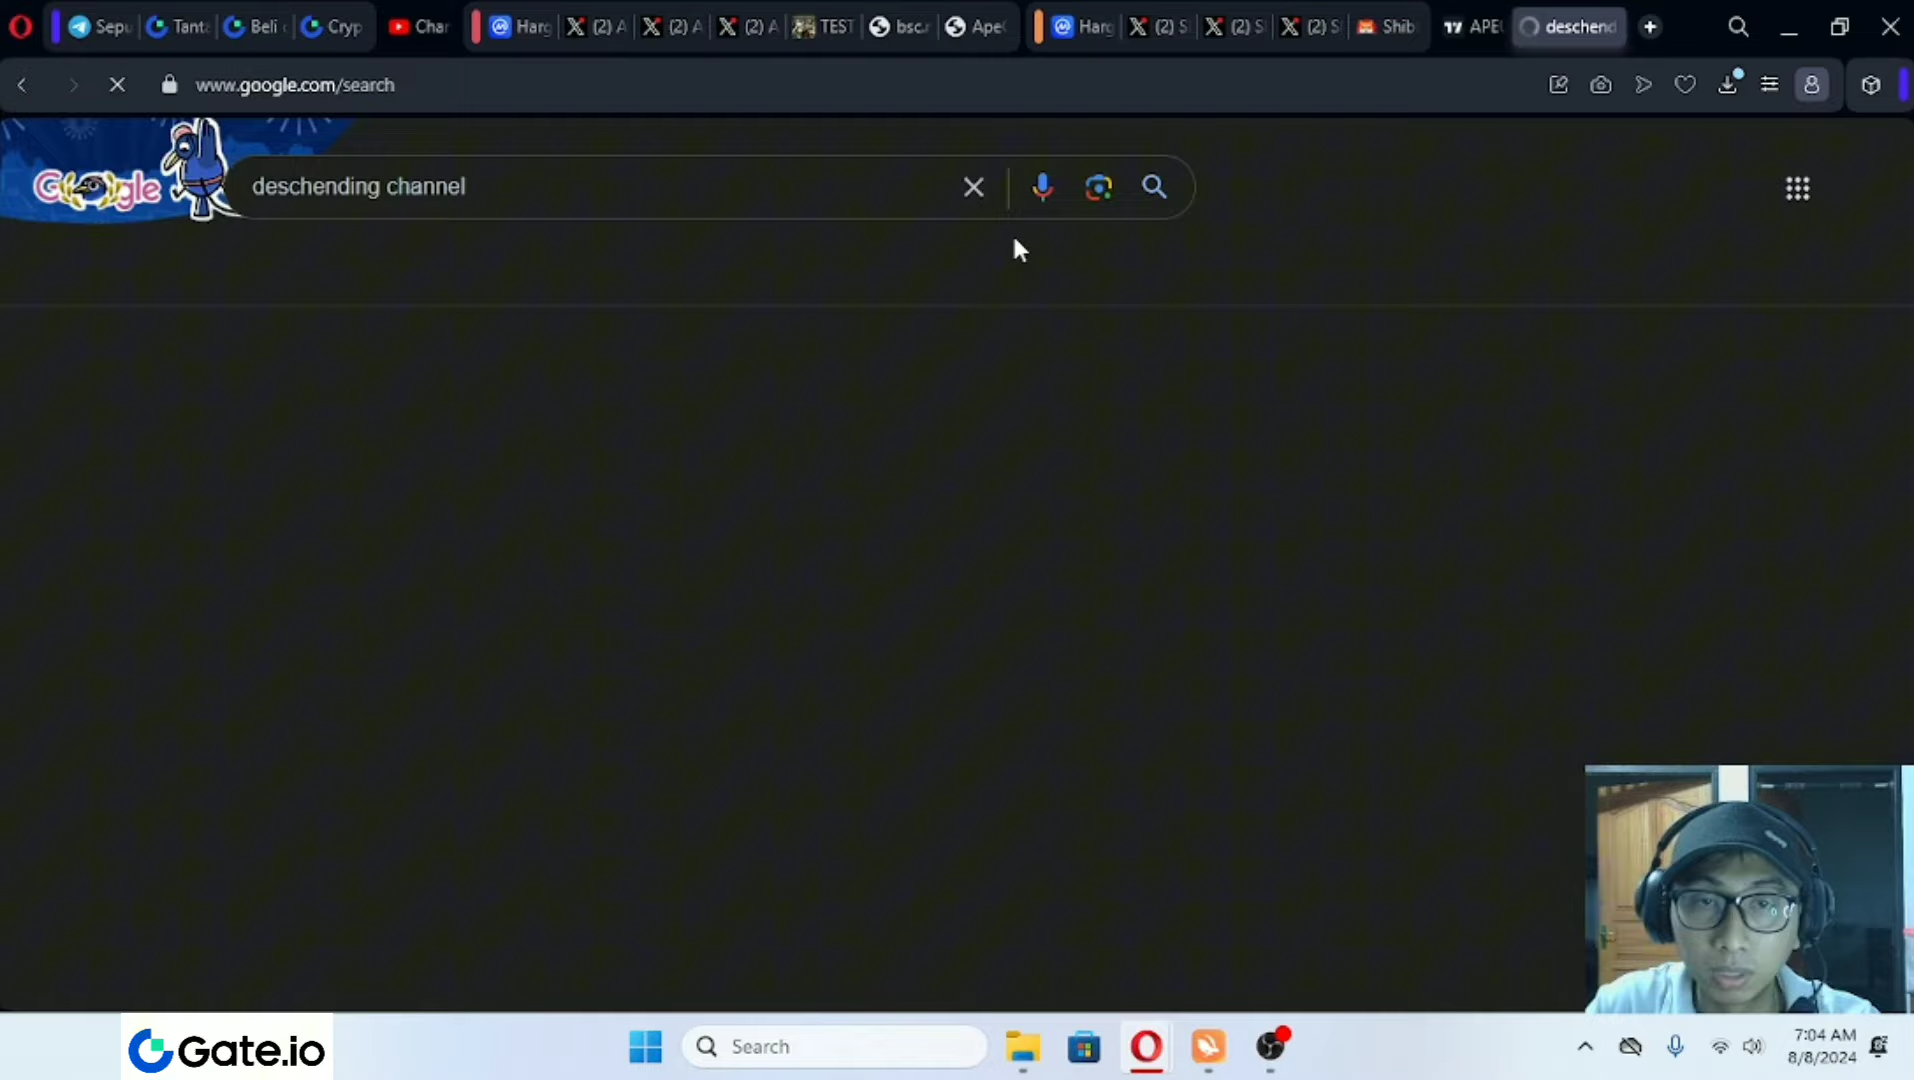 Sepu
Tanta
Beli
Cryp
Char
Harg
(2) A
(2) A
(2) A
TEST
bsc.
Ape
Harg
(2) S
(2) S
(2) S
Shib
APE
deschend
www.google.com/search
Google
deschending channel
Gate.io
Search
7:04 AM
8/8/2024